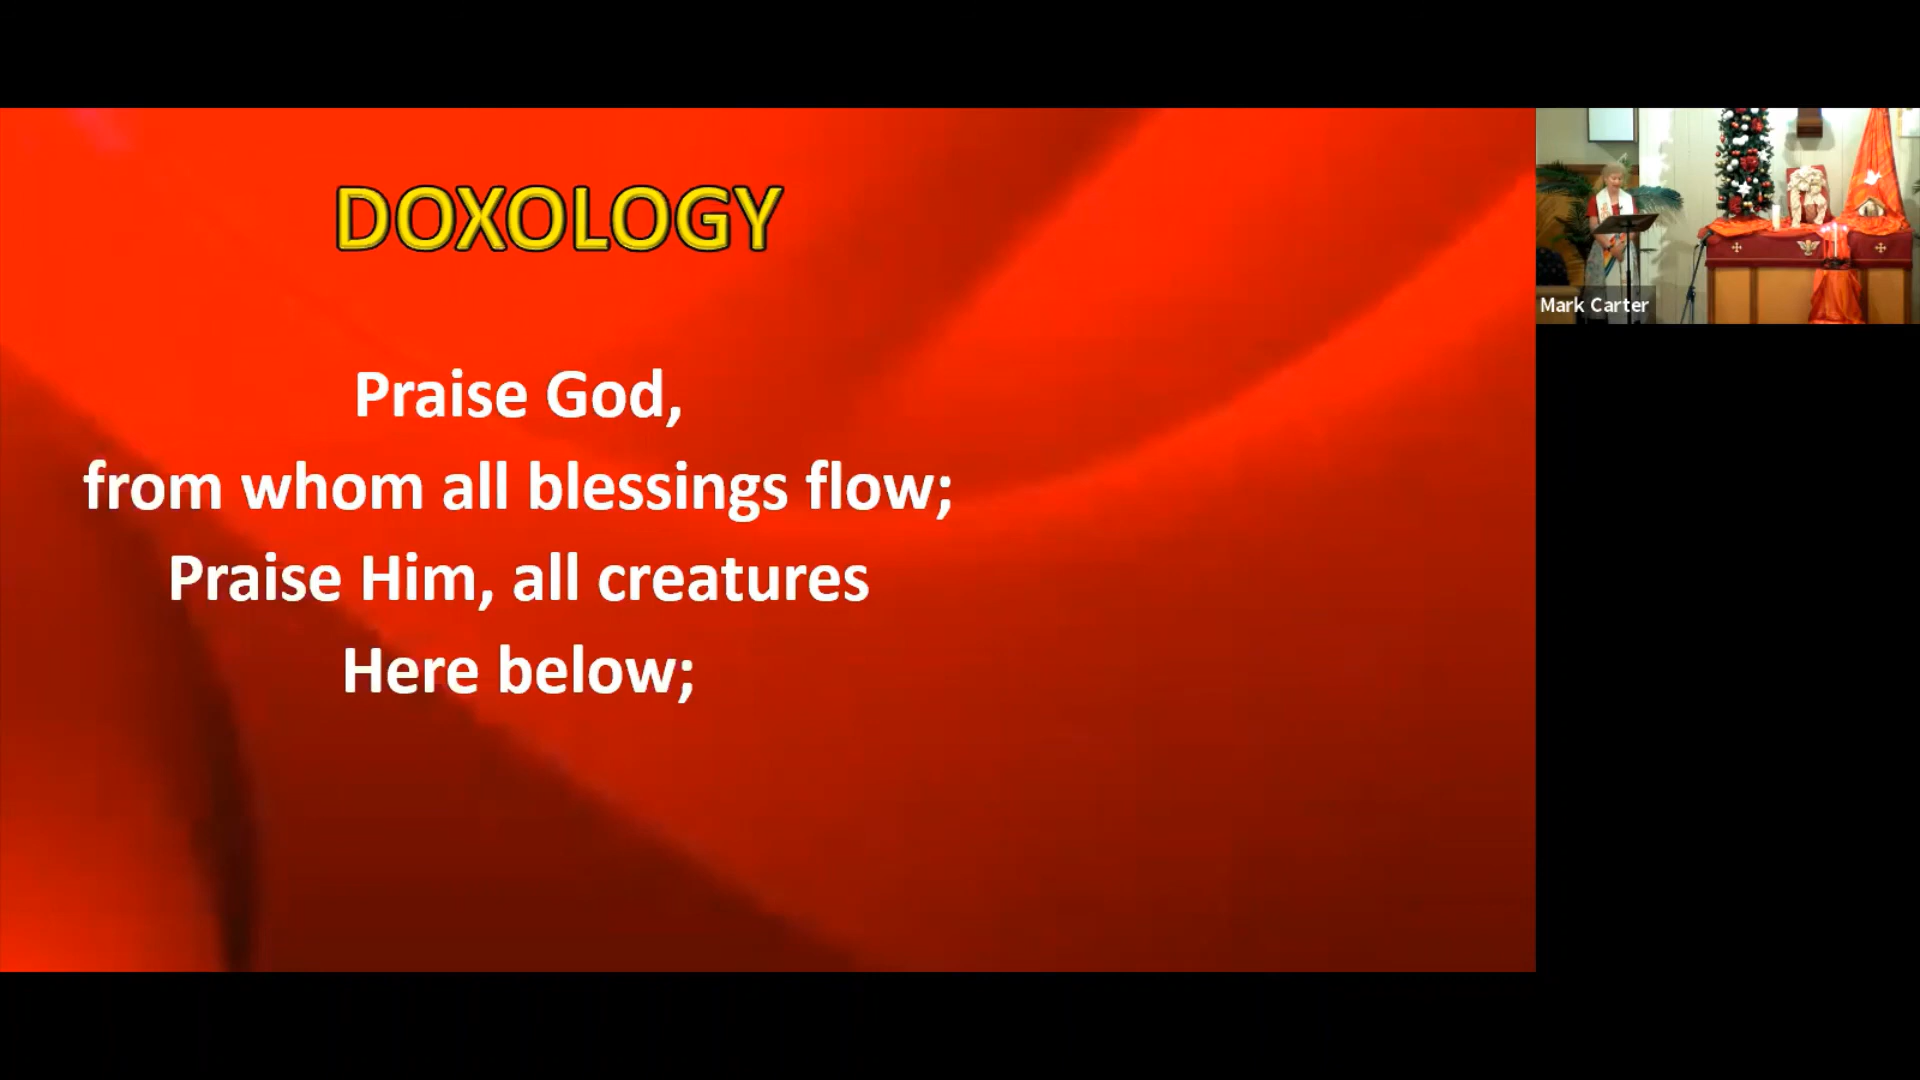 DOXOLOGY
Praise God,
from whom all blessings flow;
Praise Him, all creatures
Here below;
Mark Carter